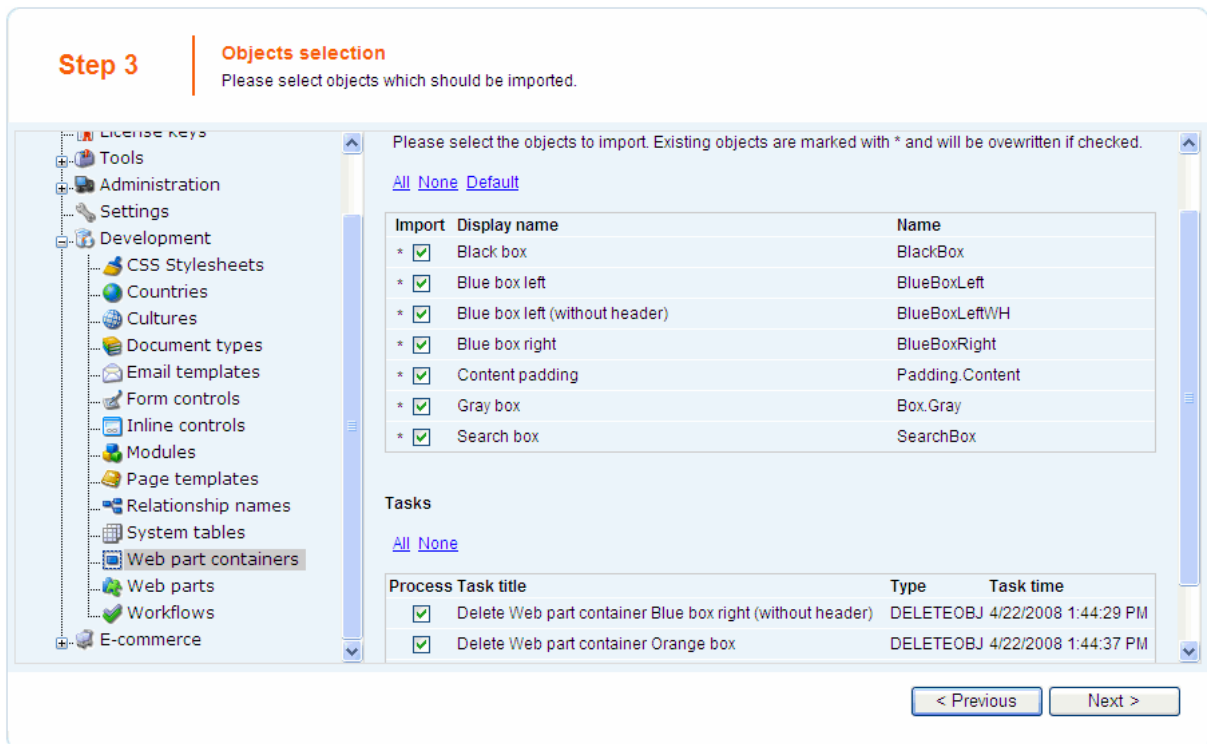 Step 3
Objects selection
Please select objects which should be imported.
License keys
Tools
Administration
Settings
Development
CSS Stylesheets
Countries
Cultures
Document types
Email templates
Form controls
Inline controls
Modules
Page templates
Relationship names
System tables
Web part containers
Web parts
Workflows
E-commerce
Please select the objects to import. Existing objects are marked with * and will be ovewritten if checked.
All None Default
Import Display name Name
* Black box BlackBox
* Blue box left BlueBoxLeft
* Blue box left (without header) BlueBoxLeftWH
* Blue box right BlueBoxRight
* Content padding Padding.Content
* Gray box Box.Gray
* Search box SearchBox
Tasks
All None
Process Task title Type Task time
Delete Web part container Blue box right (without header) DELETEOBJ 4/22/2008 1:44:29 PM
Delete Web part container Orange box DELETEOBJ 4/22/2008 1:44:37 PM
< Previous Next >